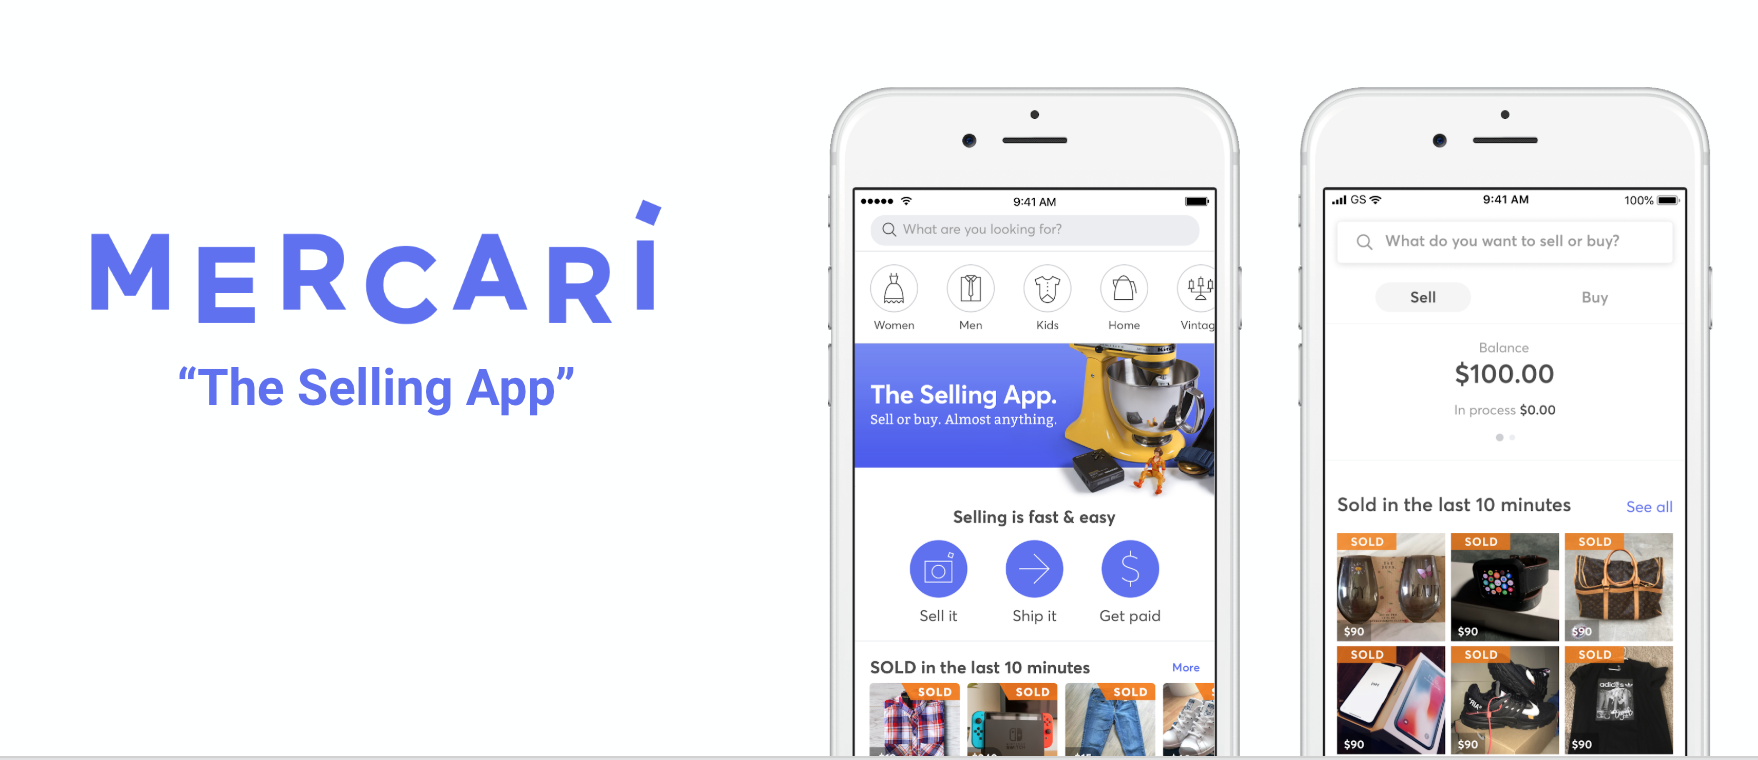 MERCARI
“The Selling App”
9:41 AM
What are you looking for?
Women
Men
Kids
Home
Vintag
The Selling App.
Sell or buy. Almost anything.
Selling is fast & easy
Sell it
Ship it
Get paid
SOLD in the last 10 minutes
More
SOLD
SOLD
SOLD
GS
9:41 AM
100%
What do you want to sell or buy?
Sell
Buy
Balance
$100.00
In process $0.00
Sold in the last 10 minutes
See all
SOLD
SOLD
SOLD
$90
$90
$90
SOLD
SOLD
SOLD
adidas
$90
$90
$90